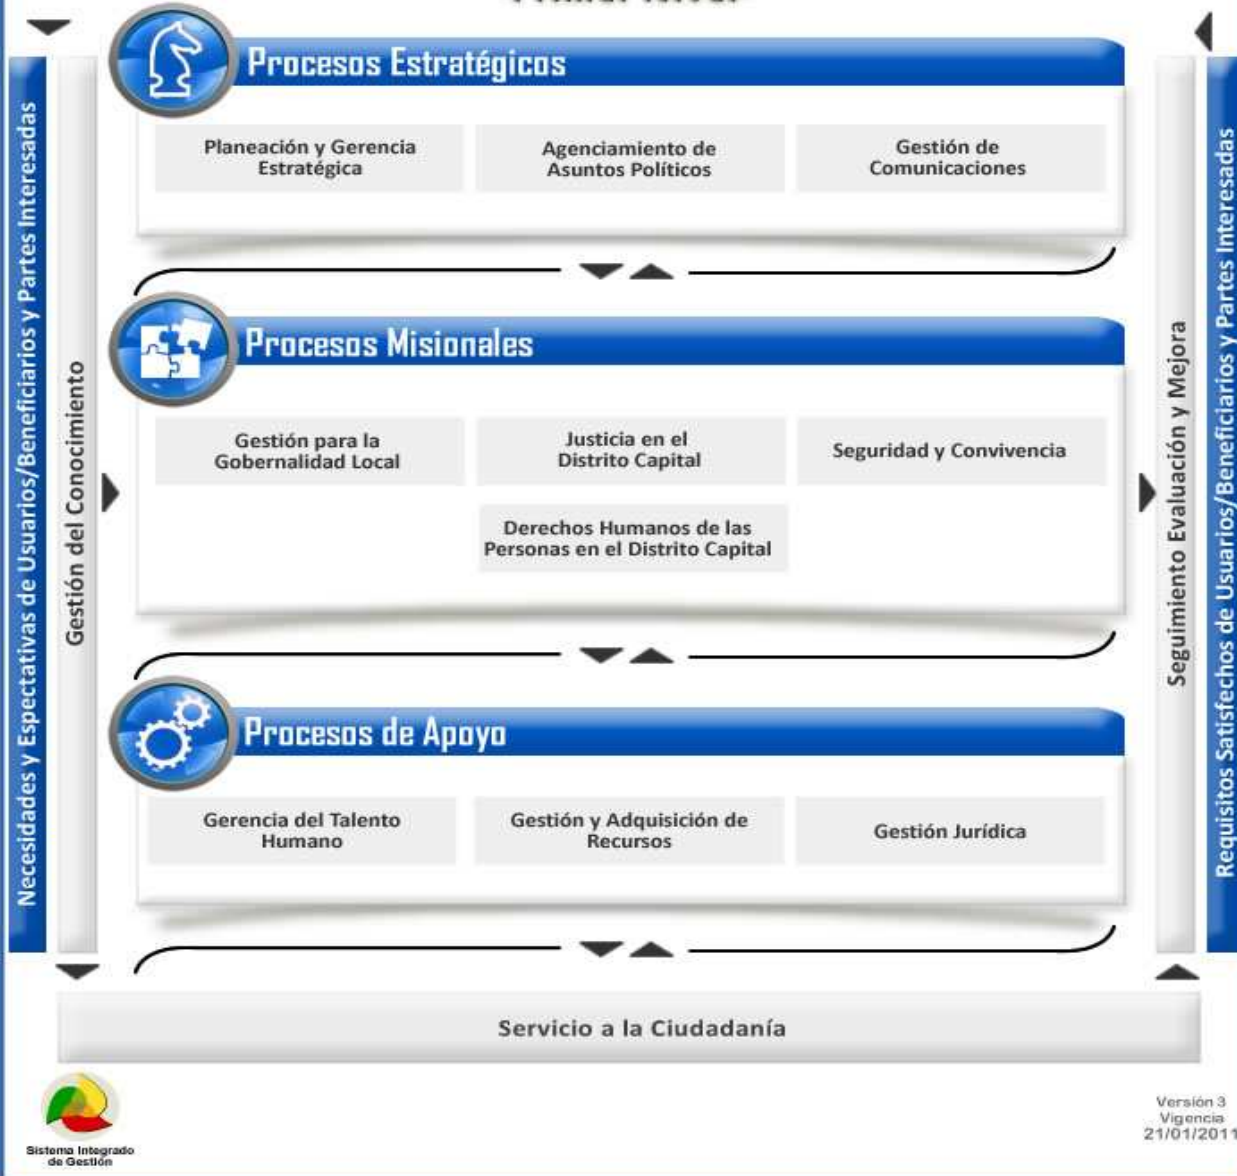 Procesos Estratégicos
Planeación y Gerencia
Estratégica
Agenciamiento de
Asuntos Políticos
Gestión de
Comunicaciones
Procesos Misionales
Gestión para la
Gobernalidad Local
Justicia en el
Distrito Capital
Seguridad y Convivencia
Derechos Humanos de las
Personas en el Distrito Capital
Procesos de Apoyo
Gerencia del Talento
Humano
Gestión y Adquisición de
Recursos
Gestión Jurídica
Necesidades y Espectativas de Usuarios/Beneficiarios y Partes Interesadas
Gestión del Conocimiento
Seguimiento Evaluación y Mejora
Requisitos Satisfechos de Usuarios/Beneficiarios y Partes Interesadas
Servicio a la Ciudadanía
Sistema Integrado
de Gestión
Versión 3
Vigencia
21/01/2011